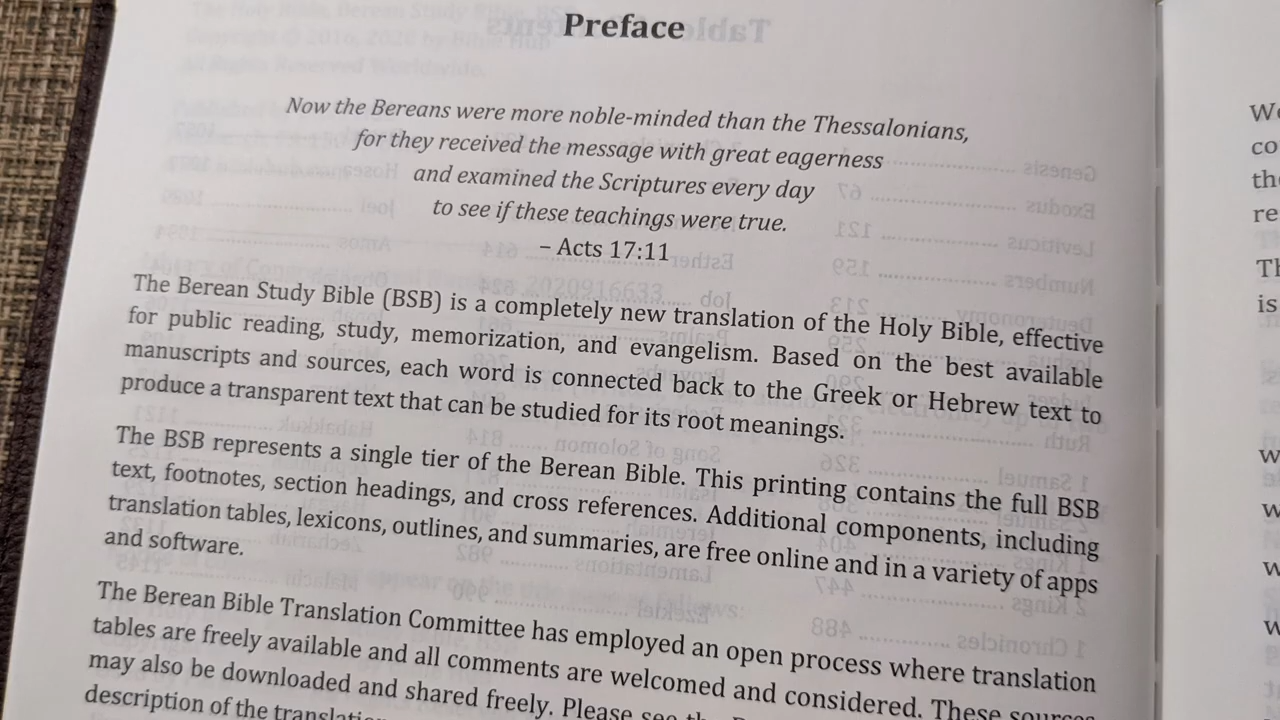 Preface
Now the Bereans were more noble-minded than the Thessalonians,
for they received the message with great eagerness
and examined the Scriptures every day
to see if these teachings were true.
– Acts 17:11
The Berean Study Bible (BSB) is a completely new translation of the Holy Bible, effective
for public reading, study, memorization, and evangelism. Based on the best available
manuscripts and sources, each word is connected back to the Greek or Hebrew text to
produce a transparent text that can be studied for its root meanings.
The BSB represents a single tier of the Berean Bible. This printing contains the full BSB
text, footnotes, section headings, and cross references. Additional components, including
translation tables, lexicons, outlines, and summaries, are free online and in a variety of apps
and software.
The Berean Bible Translation Committee has employed an open process where translation
tables are freely available and all comments are welcomed and considered. These sources
may also be downloaded and shared freely. Please see the
description of the